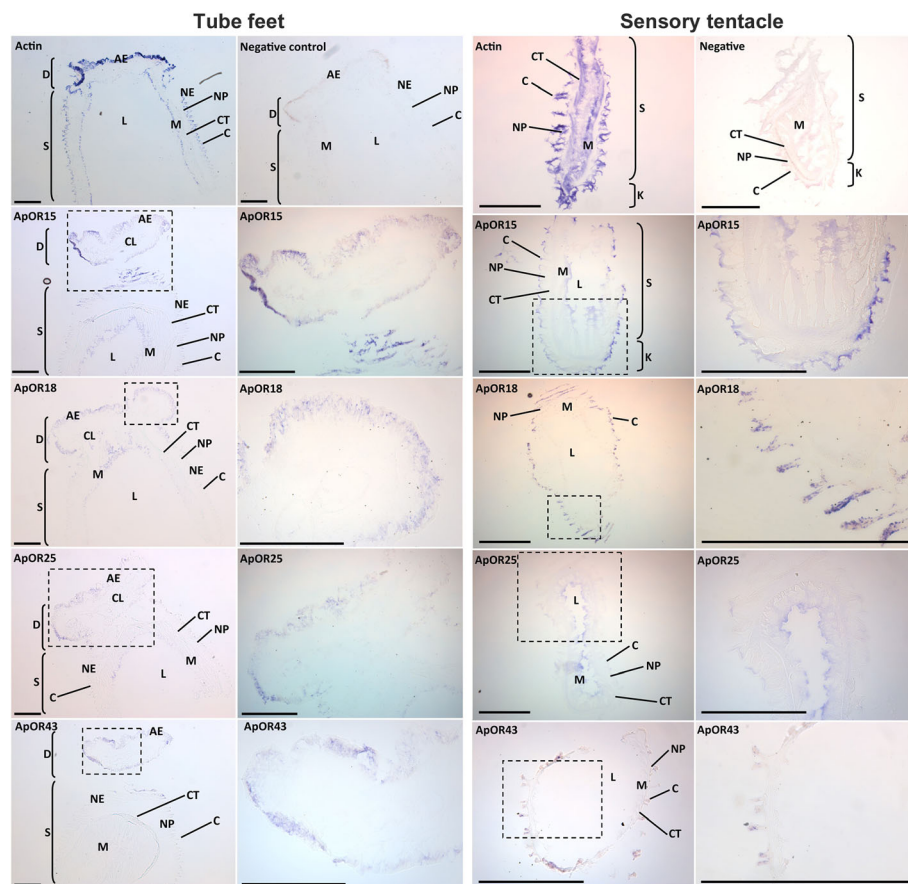 Tube feet
Sensory tentacle
Actin
AE
D
NE
NP
L
M
CT
C
S
Negative control
AE
NE
NP
D
C
M
L
S
Actin
CT
C
NP
M
S
K
Negative
S
M
CT
NP
C
K
ApOR15
AE
D
CL
NE
CT
S
NP
L
M
C
ApOR15
ApOR15
C
NP
M
L
CT
S
K
ApOR15
ApOR18
AE
D
CL
CT
NP
M
NE
C
S
L
ApOR18
ApOR18
NP
M
C
L
ApOR18
ApOR25
AE
CL
D
CT
NP
M
S
NE
L
C
ApOR25
ApOR25
L
C
NP
M
CT
ApOR25
ApOR43
AE
D
NE
CT
S
NP
C
M
ApOR43
ApOR43
NP
L
M
C
CT
ApOR43